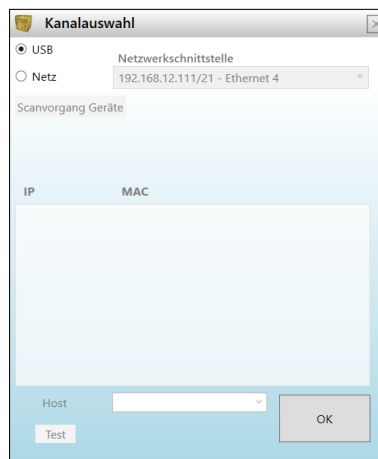 Kanalauswahl
USB
Netzwerkschnittstelle
Netz
192.168.12.111/21 - Ethernet 4
Scanvorgang Geräte
IP MAC
Host
OK
Test